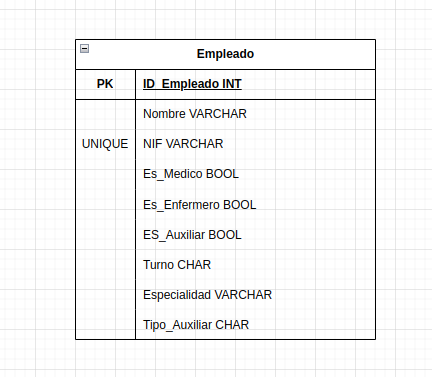 Empleado
PK ID_Empleado INT
Nombre VARCHAR
UNIQUE NIF VARCHAR
Es_Medico BOOL
Es_Enfermero BOOL
ES_Auxiliar BOOL
Turno CHAR
Especialidad VARCHAR
Tipo_Auxiliar CHAR